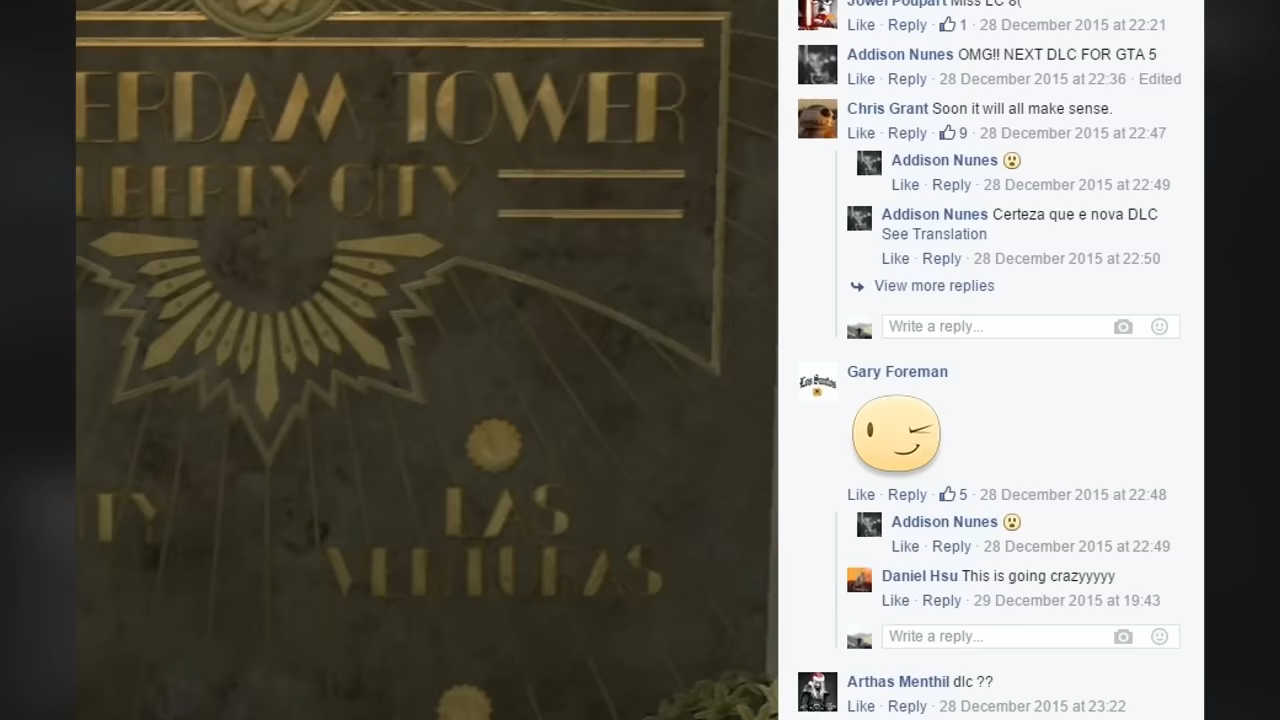 ERDAM TOWER
LIBERTY CITY
LAS
VENTURAS
Jowel Poupart Miss LC 8(
Like · Reply · 1 · 28 December 2015 at 22:21
Addison Nunes OMG!! NEXT DLC FOR GTA 5
Like · Reply · 28 December 2015 at 22:36 · Edited
Chris Grant Soon it will all make sense.
Like · Reply · 9 · 28 December 2015 at 22:47
Addison Nunes
Like · Reply · 28 December 2015 at 22:49
Addison Nunes Certeza que e nova DLC
See Translation
Like · Reply · 28 December 2015 at 22:50
View more replies
Write a reply...
Gary Foreman
Like · Reply · 5 · 28 December 2015 at 22:48
Addison Nunes
Like · Reply · 28 December 2015 at 22:49
Daniel Hsu This is going crazyyyyy
Like · Reply · 29 December 2015 at 19:43
Write a reply...
Arthas Menthil dlc ??
Like · Reply · 28 December 2015 at 23:22